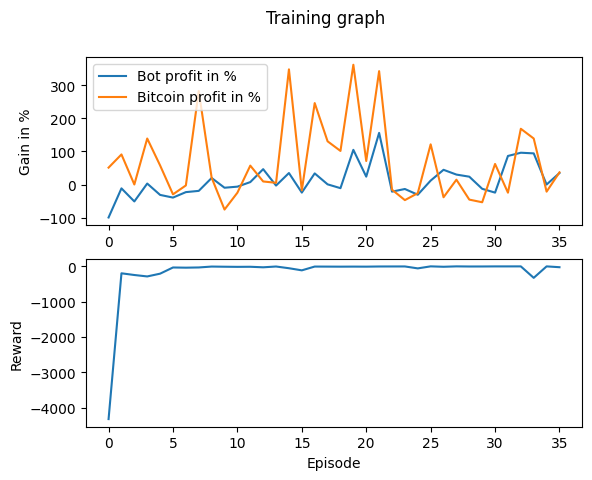 Training graph
Gain in %
300
200
100
0
−100
Bot profit in %
Bitcoin profit in %
0 5 10 15 20 25 30 35
Reward
0
−1000
−2000
−3000
−4000
0 5 10 15 20 25 30 35
Episode